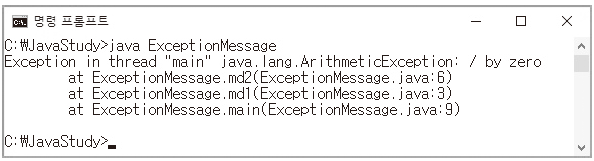 명령 프롬프트
C:₩JavaStudy>java ExceptionMessage
Exception in thread "main" java.lang.ArithmeticException: / by zero
at ExceptionMessage.md2(ExceptionMessage.java:6)
at ExceptionMessage.md1(ExceptionMessage.java:3)
at ExceptionMessage.main(ExceptionMessage.java:9)
C:₩JavaStudy>